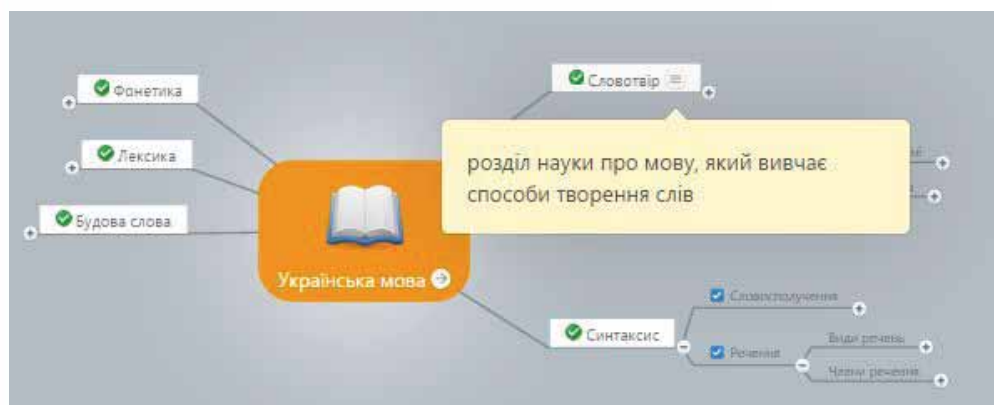 Фонетика
Лексика
Будова слова
Українська мова
Словотвір
розділ науки про мову, який вивчає
способи творення слів
Синтаксис
Словосполучення
Речення
Види речень
Члени речення